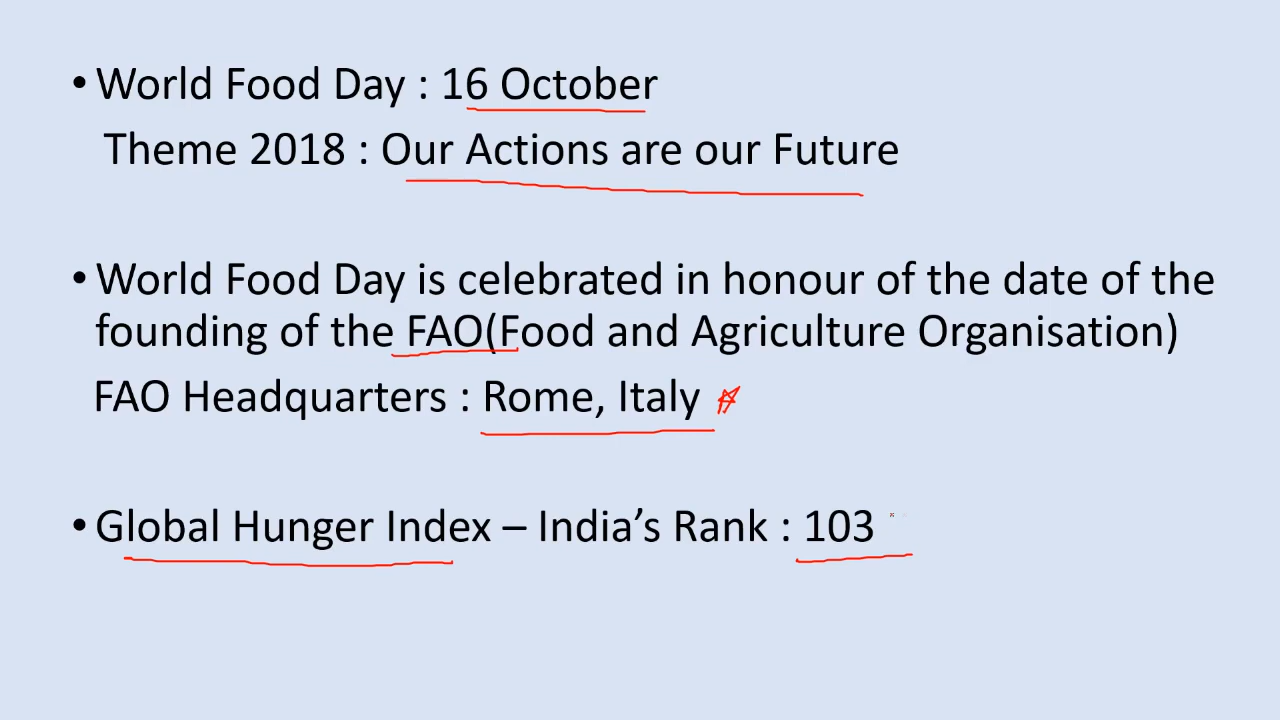 • World Food Day : 16 October
Theme 2018 : Our Actions are our Future
• World Food Day is celebrated in honour of the date of the
founding of the FAO(Food and Agriculture Organisation)
FAO Headquarters : Rome, Italy
• Global Hunger Index – India’s Rank : 103